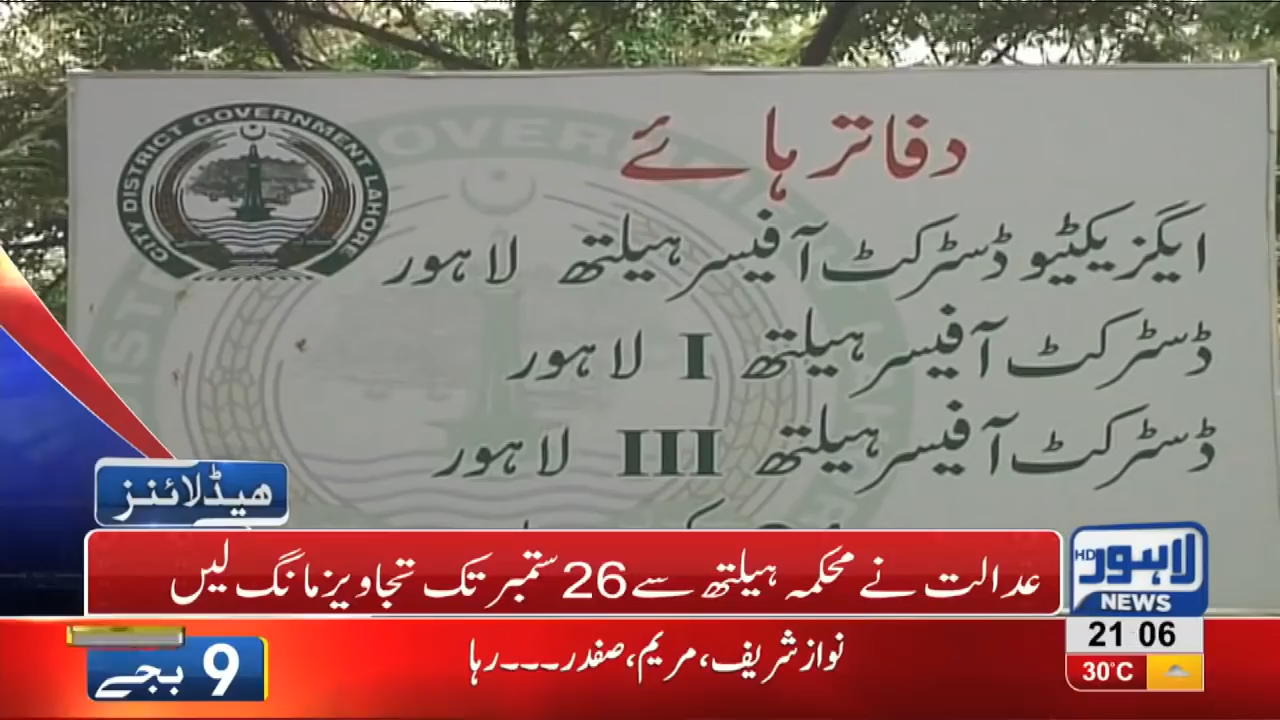 CITY DISTRICT GOVERNMENT LAHORE
دفاتر ہائے
ایگزیکٹیو ڈسٹرکٹ آفیسر ہیلتھ لاہور
ڈسٹرکٹ آفیسر ہیلتھ I لاہور
ڈسٹرکٹ آفیسر ہیلتھ III لاہور
ھیڈلائنز
عدالت نے محکمہ ہیلتھ سے 26 ستمبر تک تجاویز مانگ لیں
لاہور HD
NEWS
21 06
30°C
9 بجے
نواز شریف، مریم، صفدر۔۔۔ رہا